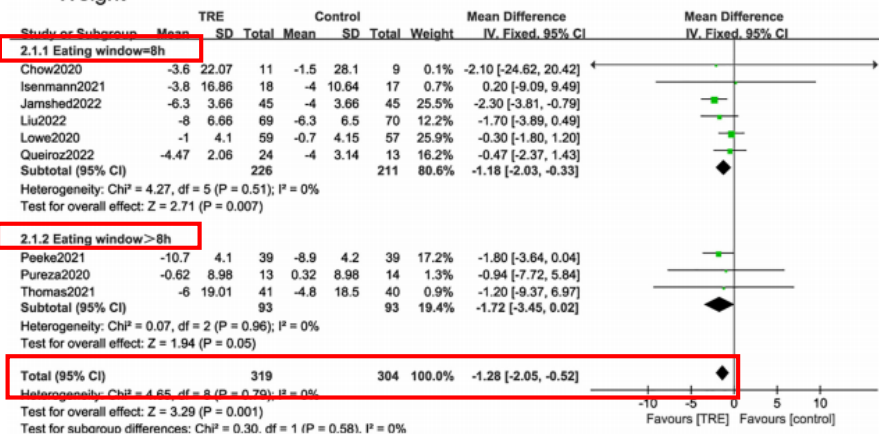 TRE Control Mean Difference Mean Difference
Study or Subgroup Mean SD Total Mean SD Total Weight IV. Fixed. 95% CI IV. Fixed. 95% CI
2.1.1 Eating window=8h
Chow2020 -3.6 22.07 11 -1.5 28.1 9 0.1% -2.10 [-24.62, 20.42]
Isenmann2021 -3.8 16.86 18 -4 10.64 17 0.7% 0.20 [-9.09, 9.49]
Jamshed2022 -6.3 3.66 45 -4 3.66 45 25.5% -2.30 [-3.81, -0.79]
Liu2022 -8 6.66 69 -6.3 6.5 70 12.2% -1.70 [-3.89, 0.49]
Lowe2020 -1 4.1 59 -0.7 4.15 57 25.9% -0.30 [-1.80, 1.20]
Queiroz2022 -4.47 2.06 24 -4 3.14 13 16.2% -0.47 [-2.37, 1.43]
Subtotal (95% CI) 226 211 80.6% -1.18 [-2.03, -0.33]
Heterogeneity: Chi² = 4.27, df = 5 (P = 0.51); I² = 0%
Test for overall effect: Z = 2.71 (P = 0.007)
2.1.2 Eating window＞8h
Peeke2021 -10.7 4.1 39 -8.9 4.2 39 17.2% -1.80 [-3.64, 0.04]
Pureza2020 -0.62 8.98 13 0.32 8.98 14 1.3% -0.94 [-7.72, 5.84]
Thomas2021 -6 19.01 41 -4.8 18.5 40 0.9% -1.20 [-9.37, 6.97]
Subtotal (95% CI) 93 93 19.4% -1.72 [-3.45, 0.02]
Heterogeneity: Chi² = 0.07, df = 2 (P = 0.96); I² = 0%
Test for overall effect: Z = 1.94 (P = 0.05)
Total (95% CI) 319 304 100.0% -1.28 [-2.05, -0.52]
Heterogeneity: Chi² = 4.65, df = 8 (P = 0.79); I² = 0%
-10 -5 0 5 10
Test for overall effect: Z = 3.29 (P = 0.001)
Favours [TRE] Favours [control]
Test for subgroup differences: Chi² = 0.30, df = 1 (P = 0.58), I² = 0%